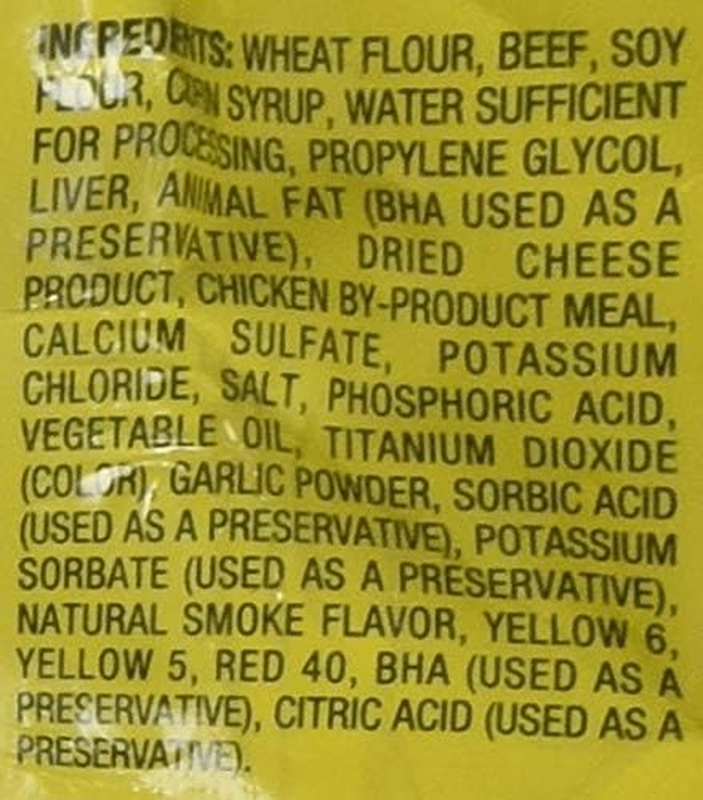 INGREDIENTS: WHEAT FLOUR, BEEF, SOY
FLOUR, CORN SYRUP, WATER SUFFICIENT
FOR PROCESSING, PROPYLENE GLYCOL,
LIVER, ANIMAL FAT (BHA USED AS A
PRESERVATIVE), DRIED CHEESE
PRODUCT, CHICKEN BY-PRODUCT MEAL,
CALCIUM SULFATE, POTASSIUM
CHLORIDE, SALT, PHOSPHORIC ACID,
VEGETABLE OIL, TITANIUM DIOXIDE
(COLOR), GARLIC POWDER, SORBIC ACID
(USED AS A PRESERVATIVE), POTASSIUM
SORBATE (USED AS A PRESERVATIVE),
NATURAL SMOKE FLAVOR, YELLOW 6,
YELLOW 5, RED 40, BHA (USED AS A
PRESERVATIVE), CITRIC ACID (USED AS A
PRESERVATIVE).